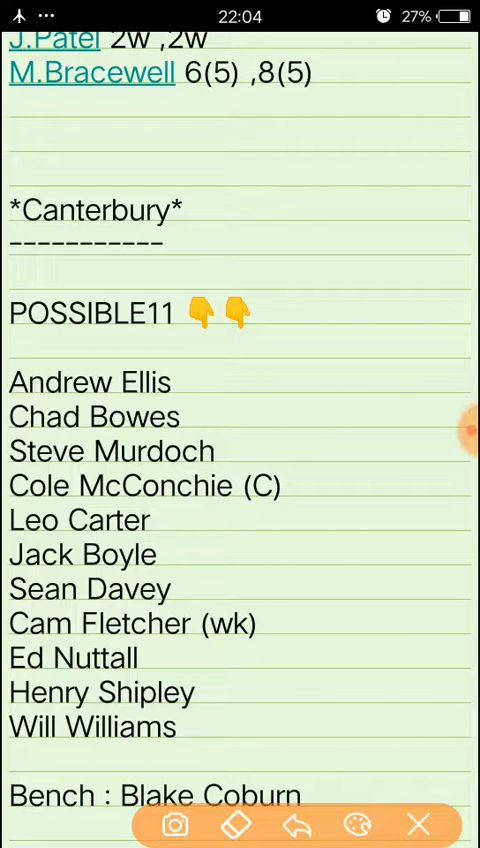 22:04
27%
J.Patel 2w ,2w
M.Bracewell 6(5) ,8(5)
*Canterbury*
-----------
POSSIBLE11 👇👇
Andrew Ellis
Chad Bowes
Steve Murdoch
Cole McConchie (C)
Leo Carter
Jack Boyle
Sean Davey
Cam Fletcher (wk)
Ed Nuttall
Henry Shipley
Will Williams
Bench : Blake Coburn